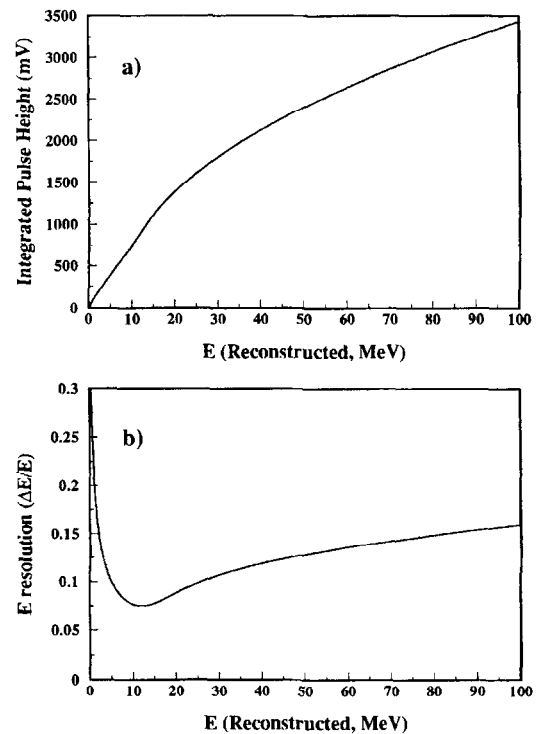 3500
3000
2500
2000
1500
1000
500
0
Integrated Pulse Height (mV)
a)
0 10 20 30 40 50 60 70 80 90 100
E (Reconstructed, MeV)
0.3
0.25
0.2
0.15
0.1
0.05
0
E resolution (ΔE/E)
b)
0 10 20 30 40 50 60 70 80 90 100
E (Reconstructed, MeV)